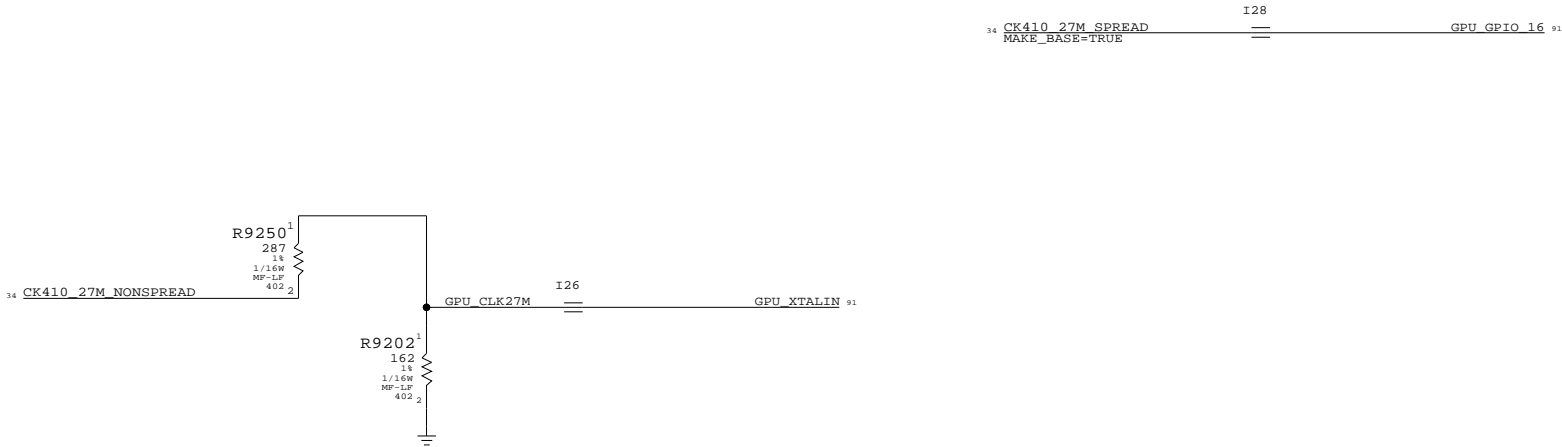 I28
34 CK410_27M_SPREAD GPU_GPIO_16 91
MAKE_BASE=TRUE
R9250 1
287
1%
1/16W
MF-LF
402 2
34 CK410_27M_NONSPREAD
I26
GPU_CLK27M GPU_XTALIN 91
R9202 1
162
1%
1/16W
MF-LF
402 2